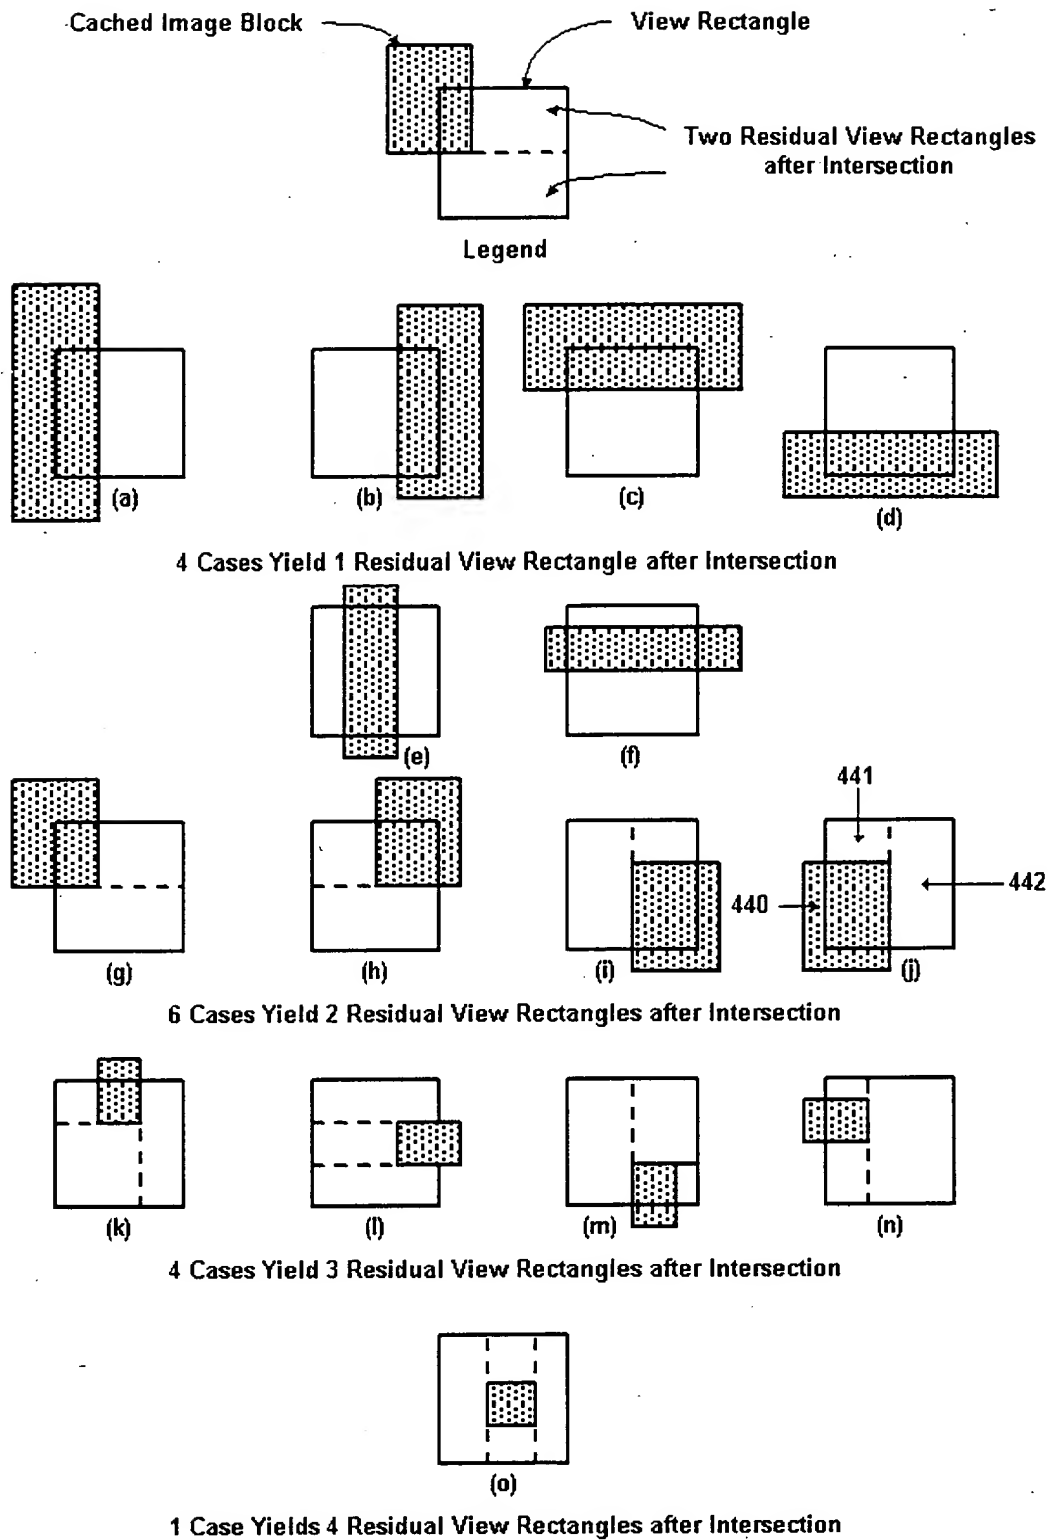 Cached Image Block
View Rectangle
Two Residual View Rectangles
after Intersection
Legend
(a)
(b)
(c)
(d)
4 Cases Yield 1 Residual View Rectangle after Intersection
(e)
(f)
441
440
442
(g)
(h)
(i)
(j)
6 Cases Yield 2 Residual View Rectangles after Intersection
(k)
(l)
(m)
(n)
4 Cases Yield 3 Residual View Rectangles after Intersection
(o)
1 Case Yields 4 Residual View Rectangles after Intersection